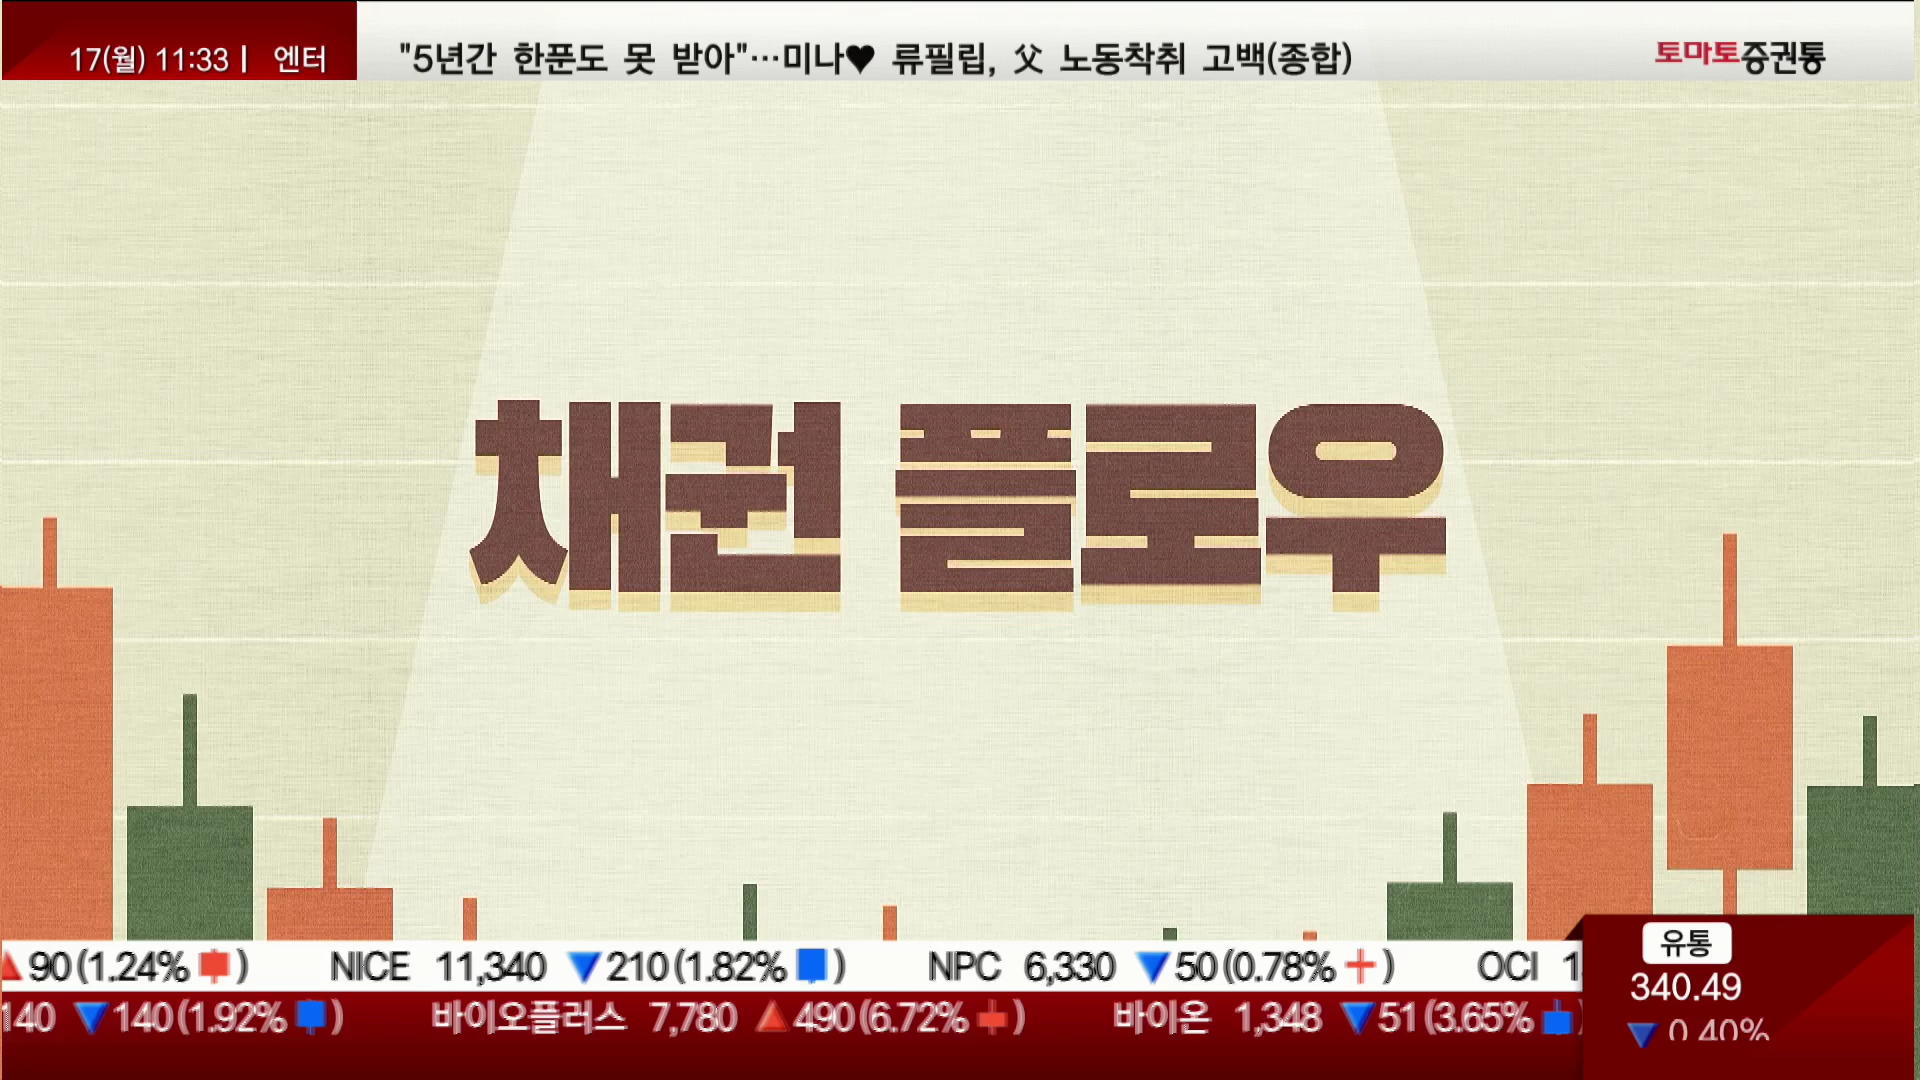 17(월) 11:33 | 엔터
"5년간 한푼도 못 받아"…미나♥ 류필립, 父 노동착취 고백(종합)
토마토증권통
채권 플로우
▲90(1.24%) NICE 11,340 ▼210(1.82%) NPC 6,330 ▼50(0.78%) OCI
140 ▼140(1.92%) 바이오플러스 7,780 ▲490(6.72%) 바이온 1,348 ▼51(3.65%)
유통
340.49
▼0.40%